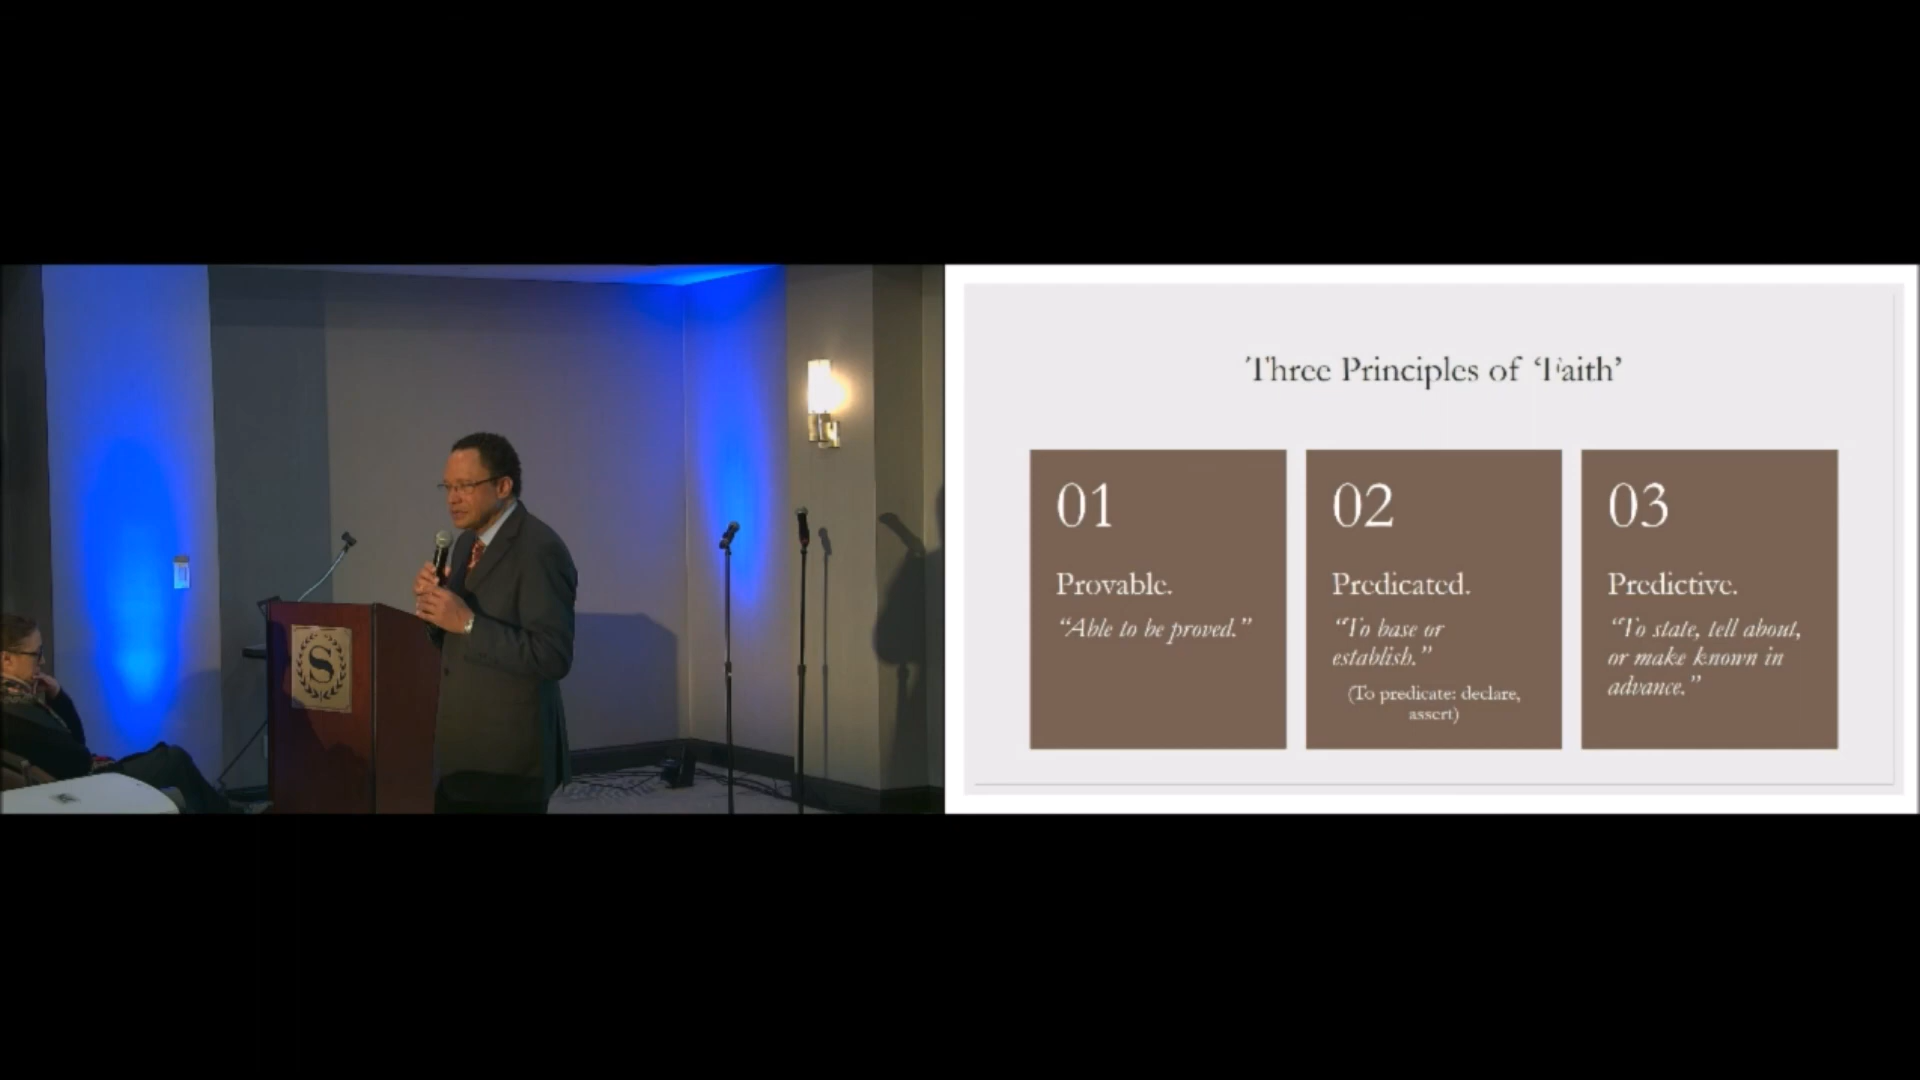 S
Three Principles of ‘Faith’
01
Provable.
“Able to be proved.”
02
Predicated.
“To base or
establish.”
(To predicate: declare,
assert)
03
Predictive.
“To state, tell about,
or make known in
advance.”